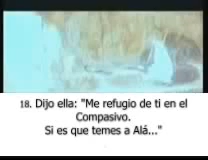 18. Dijo ella: "Me refugio de ti en el
Compasivo.
Si es que temes a Alá..."